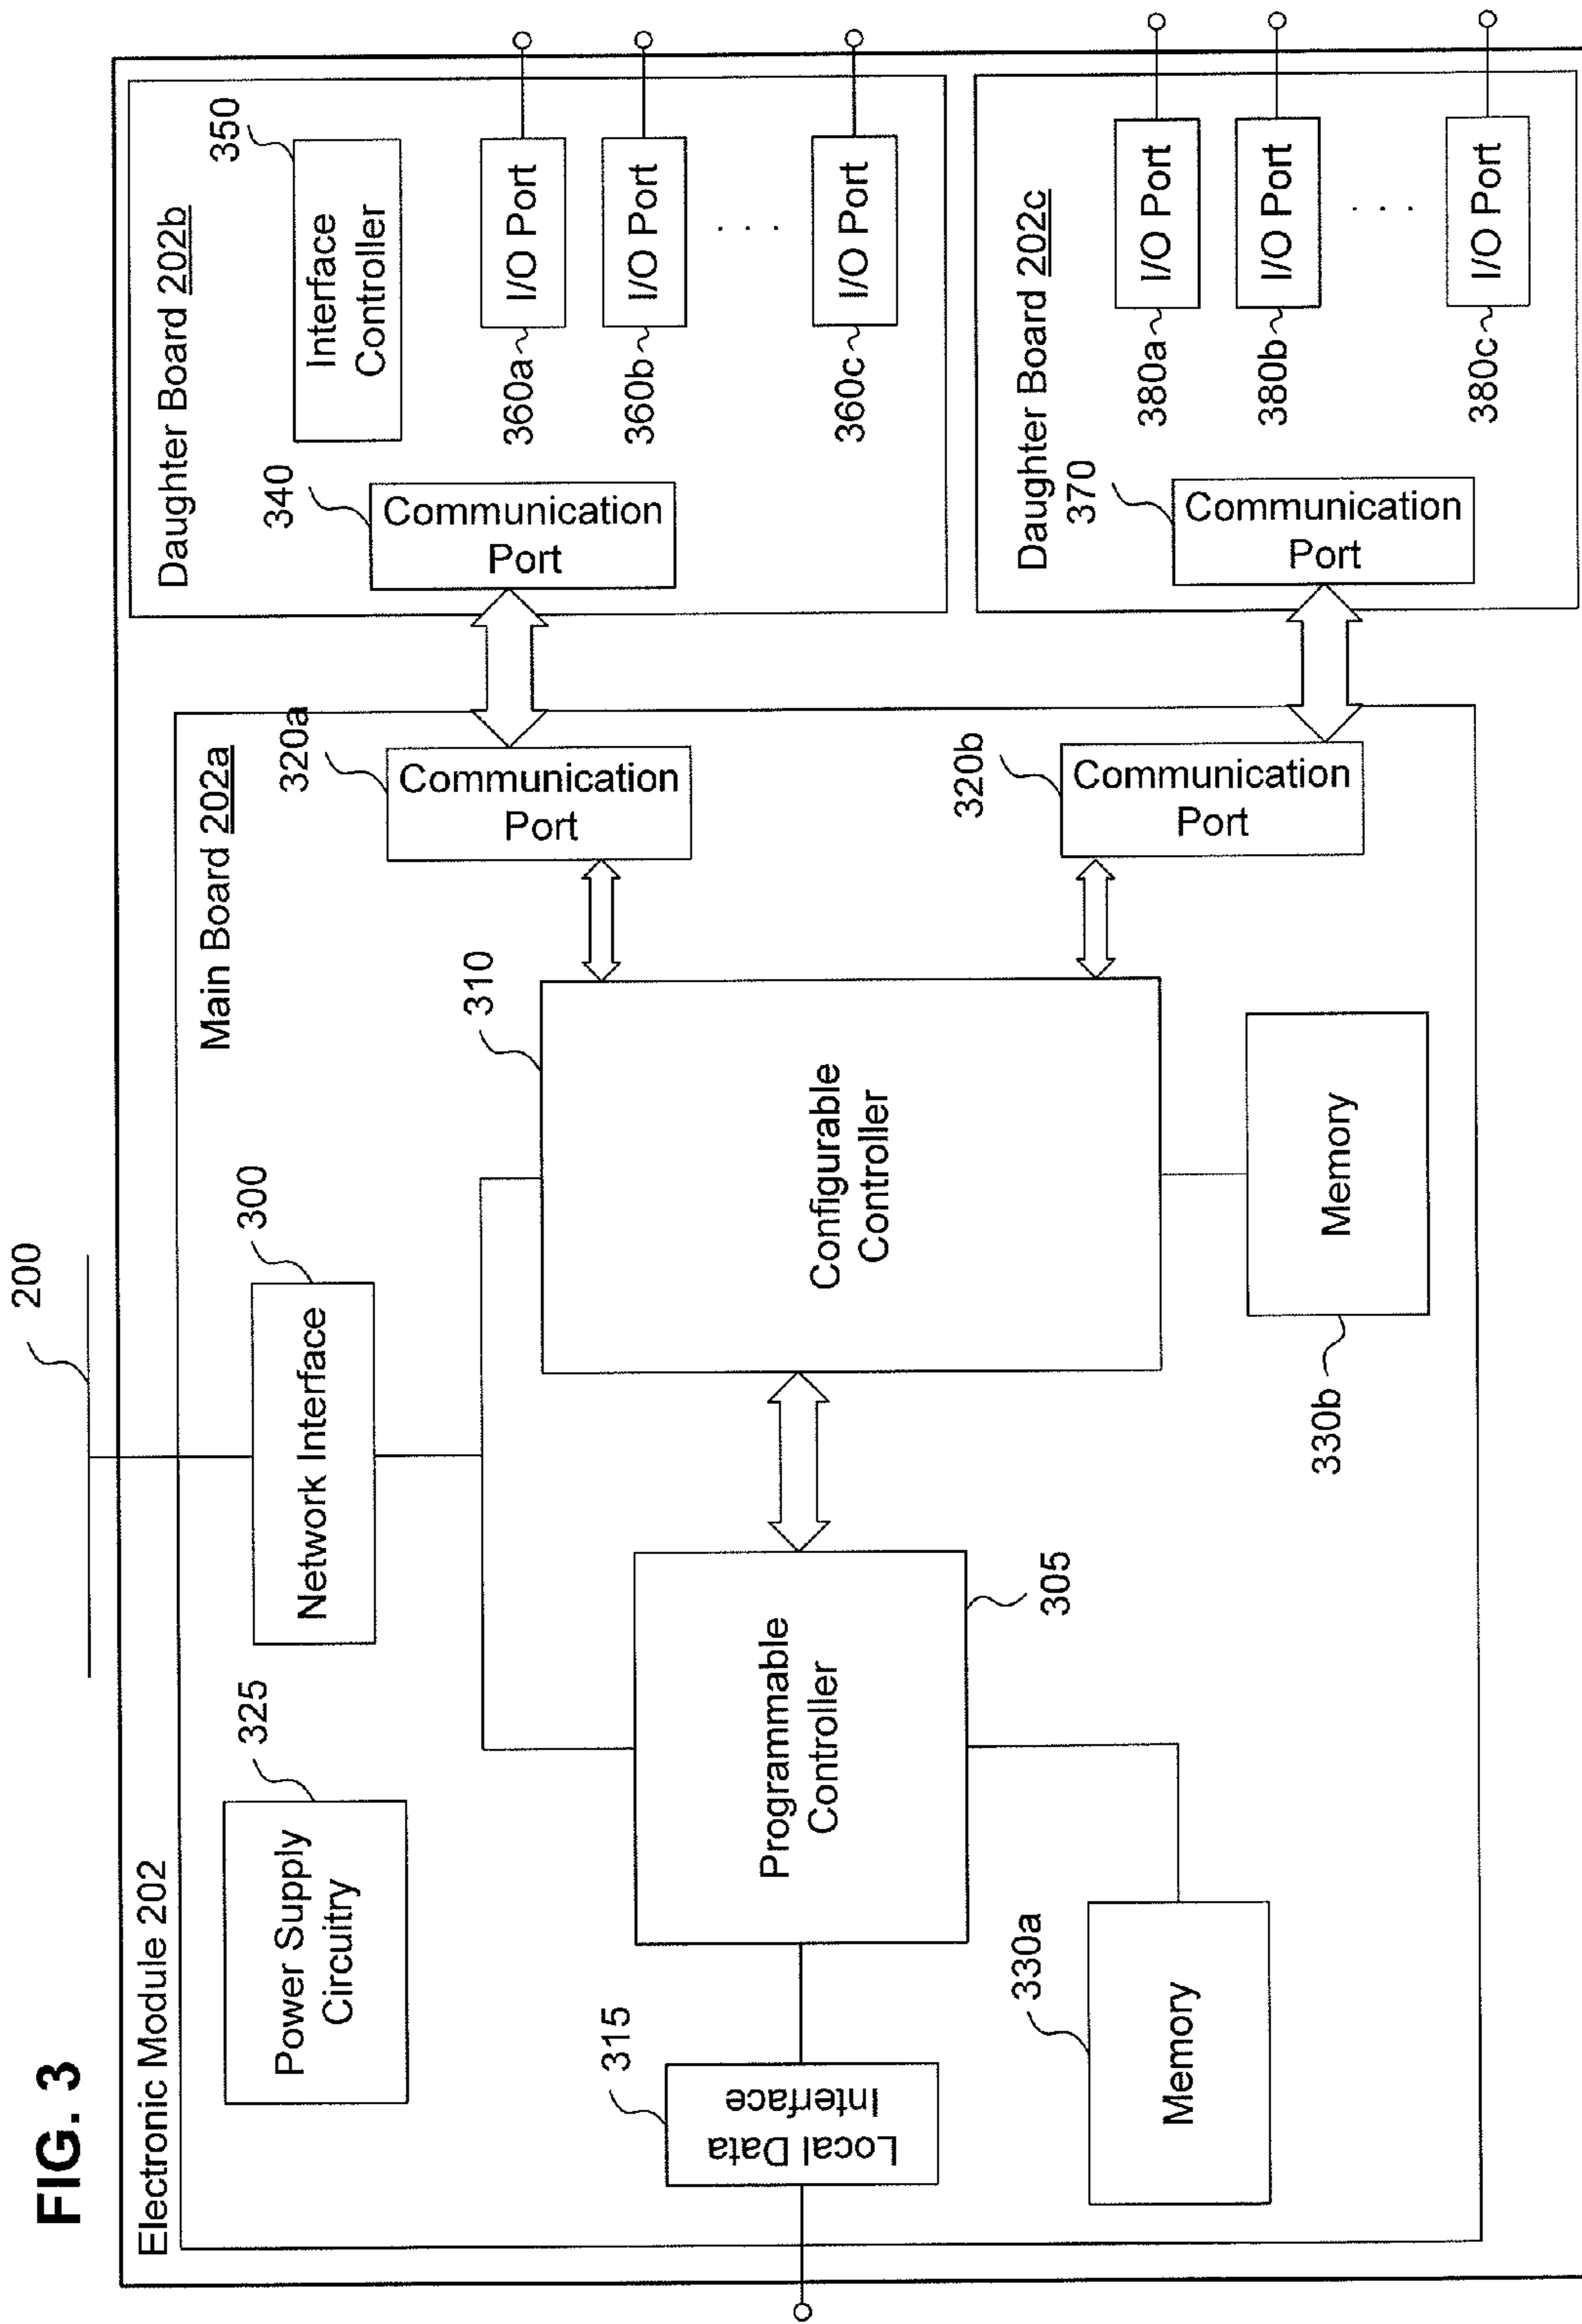 FIG. 3
200
Electronic Module 202
Main Board 202a
Power Supply
Circuitry
325
Network Interface
300
Local Data
Interface
315
Programmable
Controller
305
Configurable
Controller
310
Memory
330a
Memory
330b
Communication
Port
320a
Communication
Port
320b
Daughter Board 202b
Communication
Port
340
Interface
Controller
350
360a
I/O Port
360b
I/O Port
. . .
360c
I/O Port
Daughter Board 202c
Communication
Port
370
380a
I/O Port
380b
I/O Port
. . .
380c
I/O Port